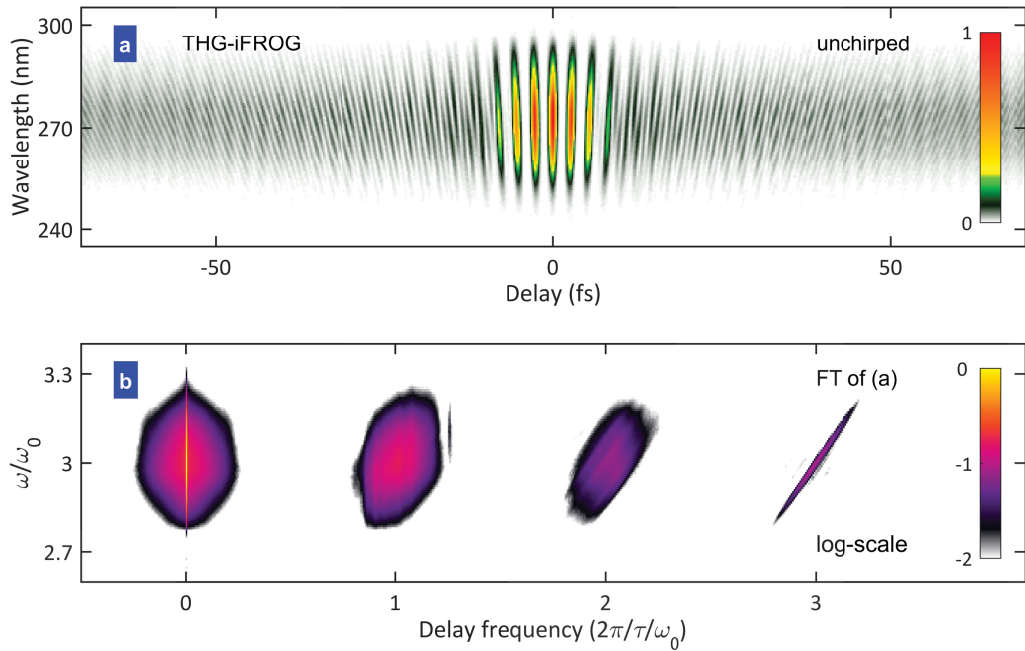 a
THG-iFROG
unchirped
300
270
240
Wavelength (nm)
1
0
-50
0
50
Delay (fs)
b
FT of (a)
log-scale
3.3
3
2.7
ω/ω₀
0
-1
-2
0
1
2
3
Delay frequency (2π/τ/ω₀)